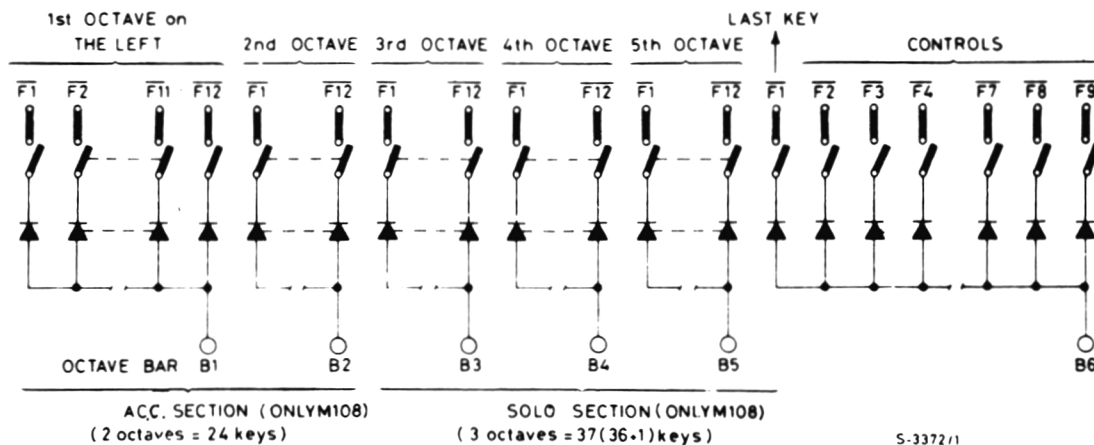 1st OCTAVE on
THE LEFT
2nd OCTAVE
3rd OCTAVE
4th OCTAVE
5th OCTAVE
LAST KEY
CONTROLS
F1 F2 F11 F12 F1 F12 F1 F12 F1 F12 F1 F12 F1 F2 F3 F4 F7 F8 F9
OCTAVE BAR B1 B2 B3 B4 B5 B6
ACC. SECTION (ONLYM108)
(2 octaves = 24 keys)
SOLO SECTION (ONLYM108)
(3 octaves = 37(36+1) keys)
S-3372/1